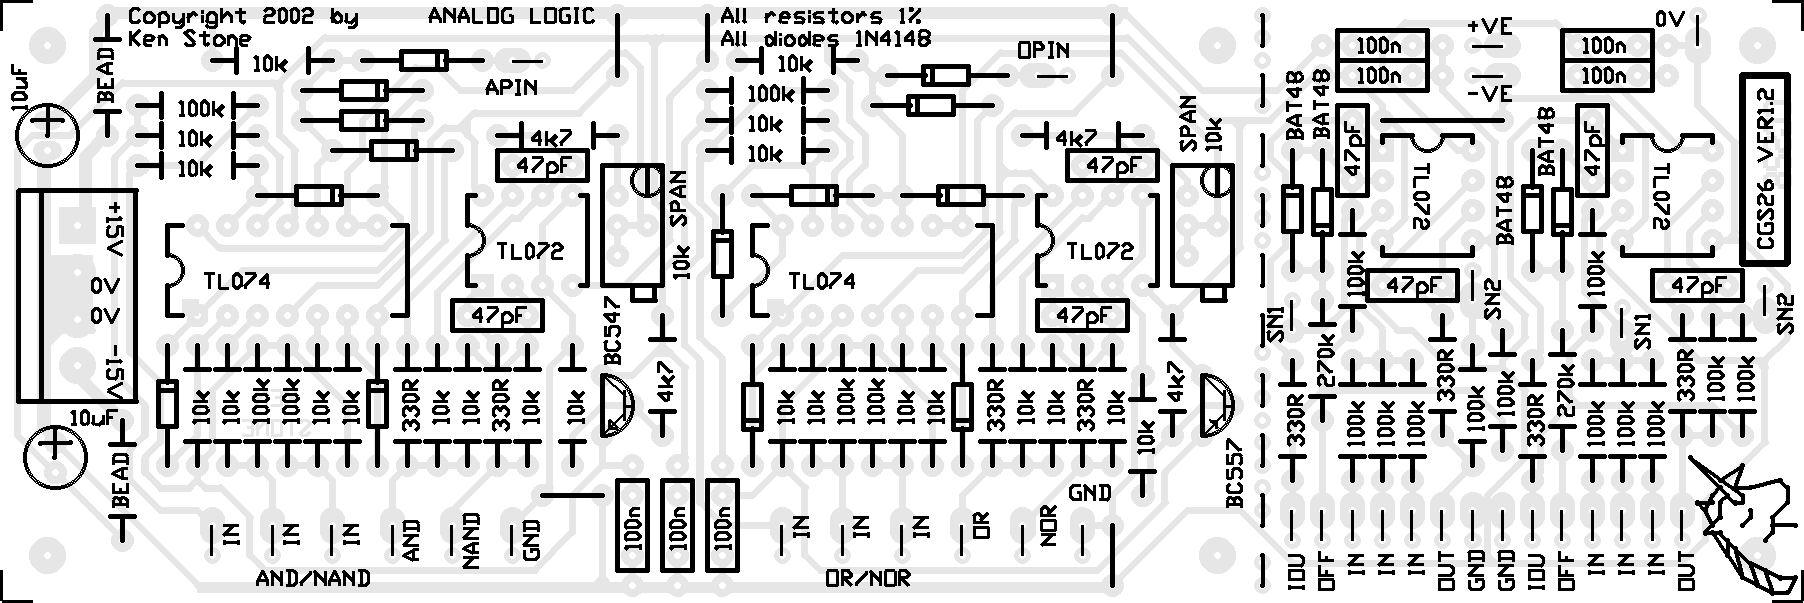 Copyright 2002 by
Ken Stone
ANALOG LOGIC
All resistors 1%
All diodes 1N4148
10uF
BEAD
10k
APIN
100k
10k
10k
4k7
47pF
+15V
0V
0V
-15V
TL074
TL072
47pF
10k SPAN
BC547
10uF
BEAD
10k
10k
100k
100k
10k
10k
330R
10k
10k
330R
10k
10k
4k7
IN
IN
IN
AND
NAND
GND
AND/NAND
100n
100n
100n
10k
100k
10k
10k
OPIN
4k7
47pF
SPAN
10k
TL074
TL072
47pF
10k
10k
100k
100k
10k
10k
330R
10k
10k
330R
10k
10k
4k7
BC557
GND
IN
IN
IN
OR
NOR
OR/NOR
100n
100n
+VE
-VE
100n
100n
0V
BAT48
BAT48
47pF
TL072
BAT48
BAT48
47pF
TL072
CGS26 VER1.2
100k
47pF
SN2
100k
47pF
SN2
SN1
270k
SN1
330R
100k
100k
100k
330R
100k
100k
330R
270k
100k
100k
100k
330R
100k
100k
IOU
OFF
IN
IN
IN
OUT
GND
GND
IOU
OFF
IN
IN
IN
OUT